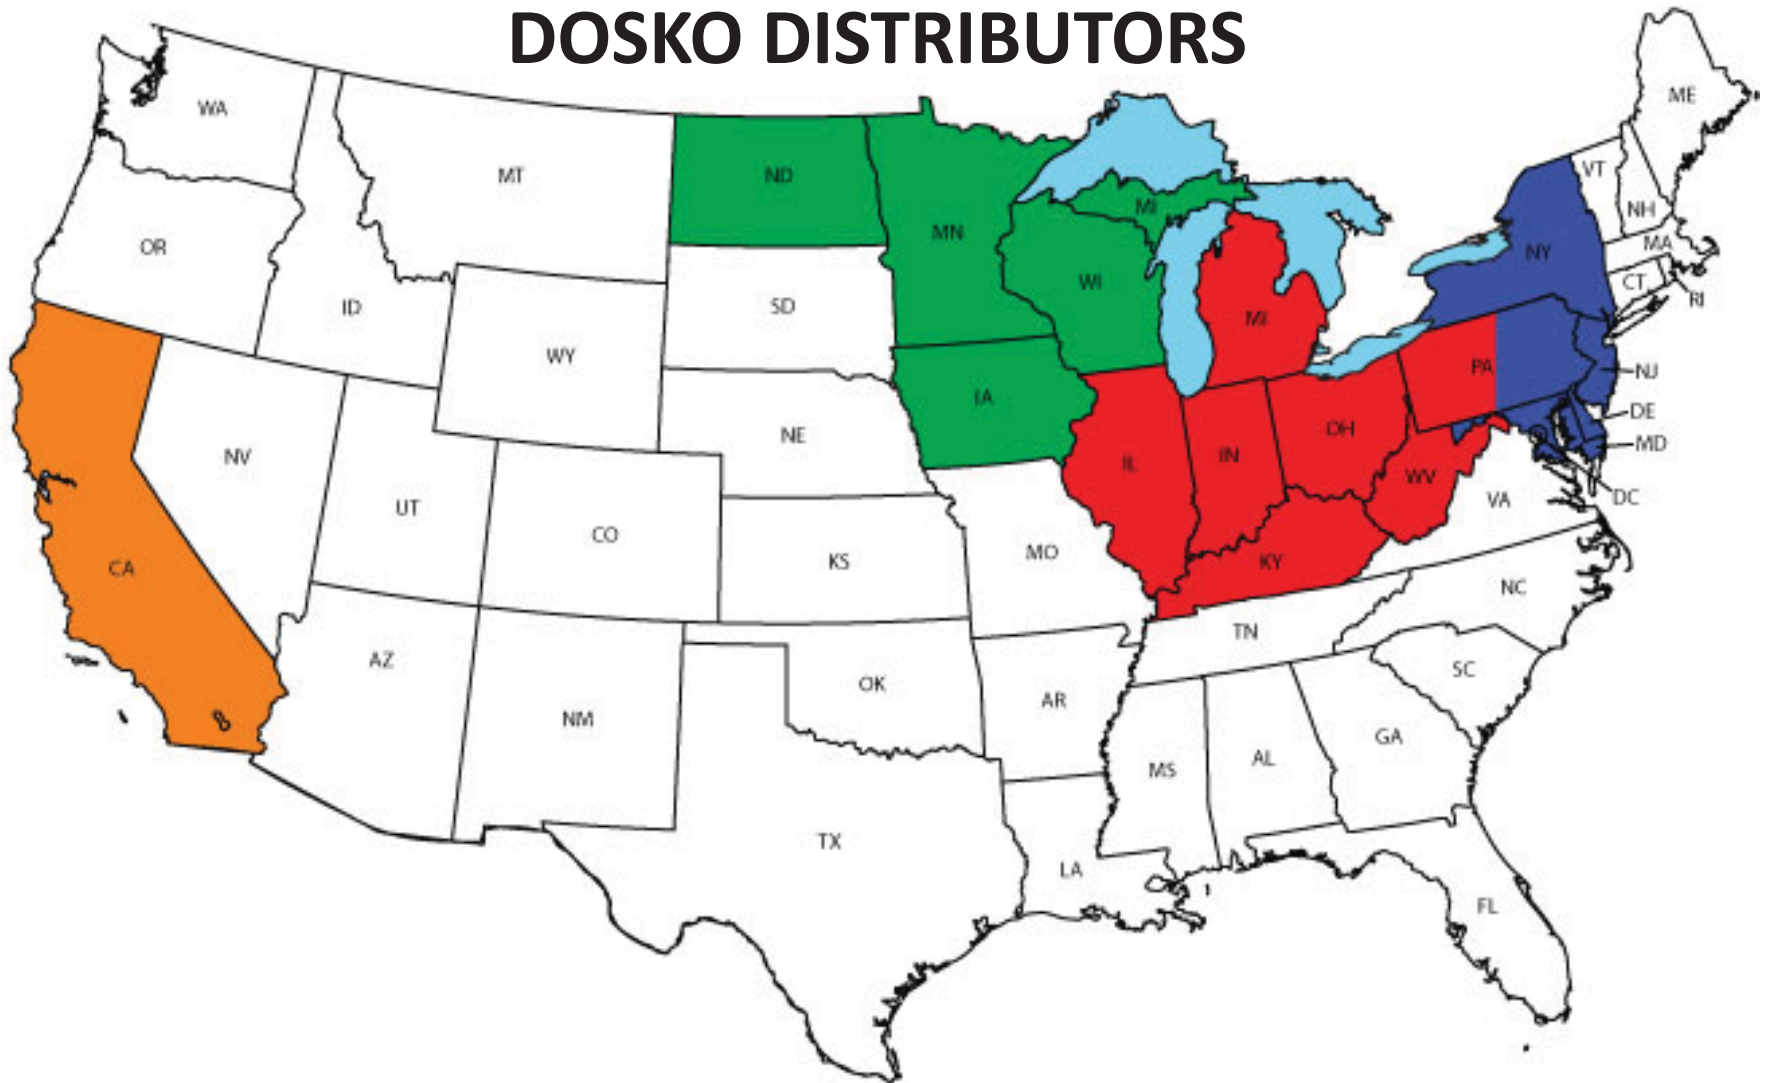 DOSKO DISTRIBUTORS
WA
ME
MT
ND
VT
MI
NH
OR
MN
MA
NY
WI
CT
ID
SD
RI
MI
WY
PA
NJ
IA
DE
NE
OH
MD
NV
IL
IN
WV
DC
VA
UT
CO
MO
KS
KY
CA
NC
TN
AZ
SC
OK
AR
NM
GA
AL
MS
TX
LA
FL